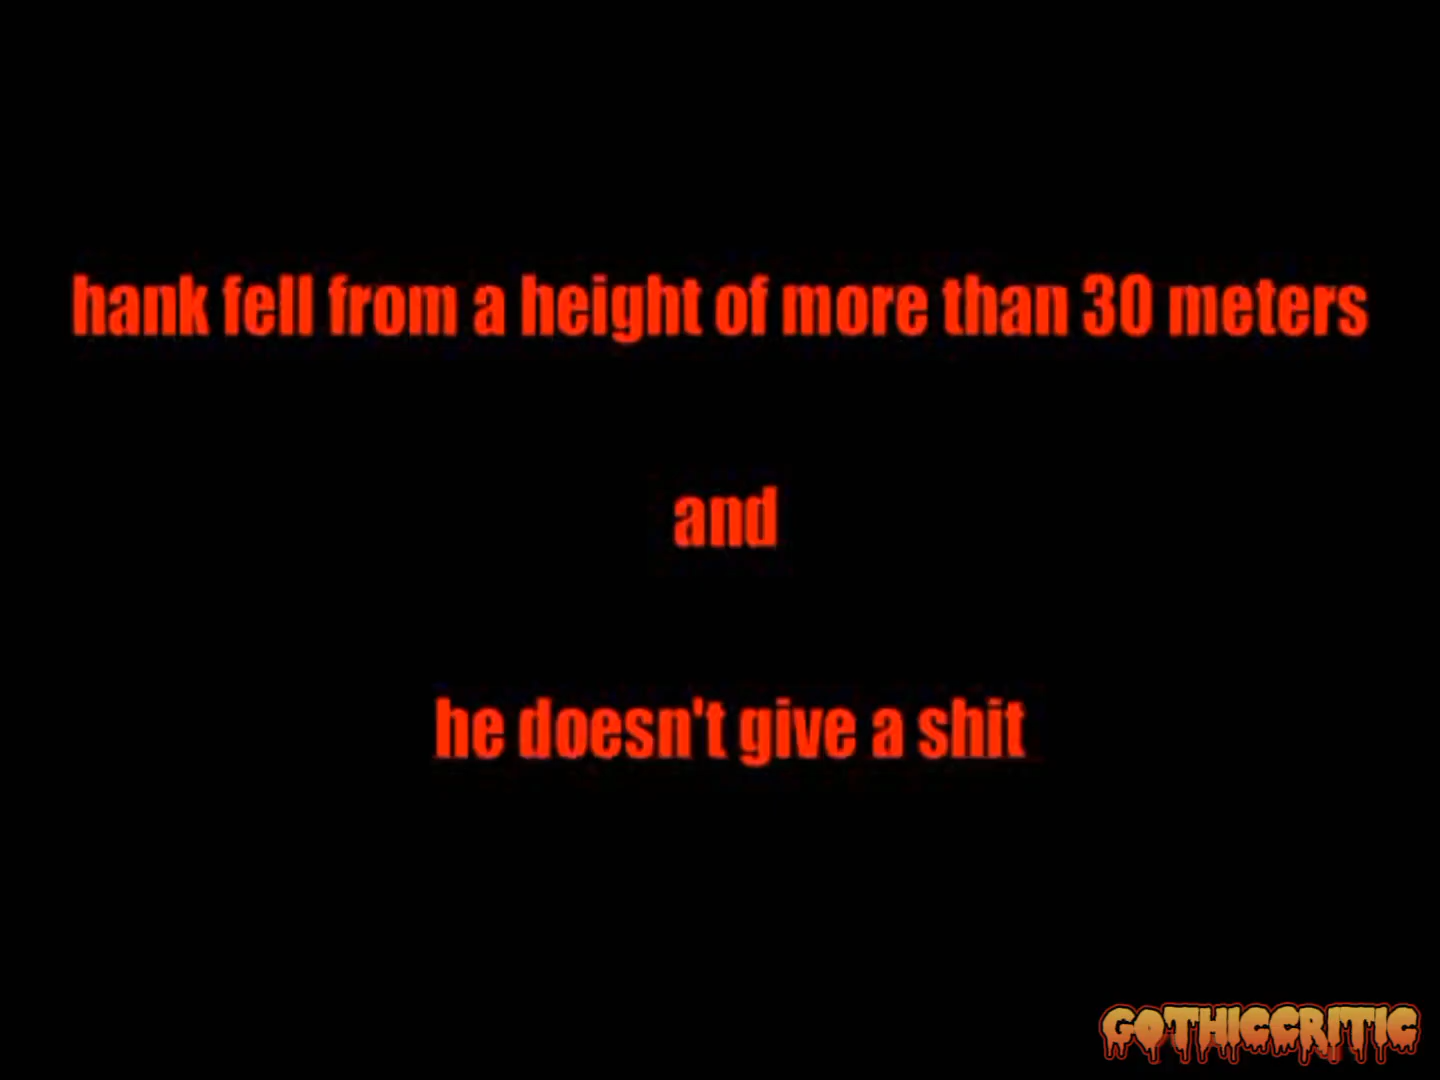 hank fell from a height of more than 30 meters
and
he doesn't give a shit
GOTHICCRITIC